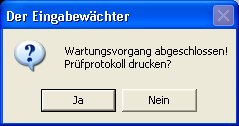 Der Eingabewächter
Wartungsvorgang abgeschlossen!
Prüfprotokoll drucken?
Ja
Nein